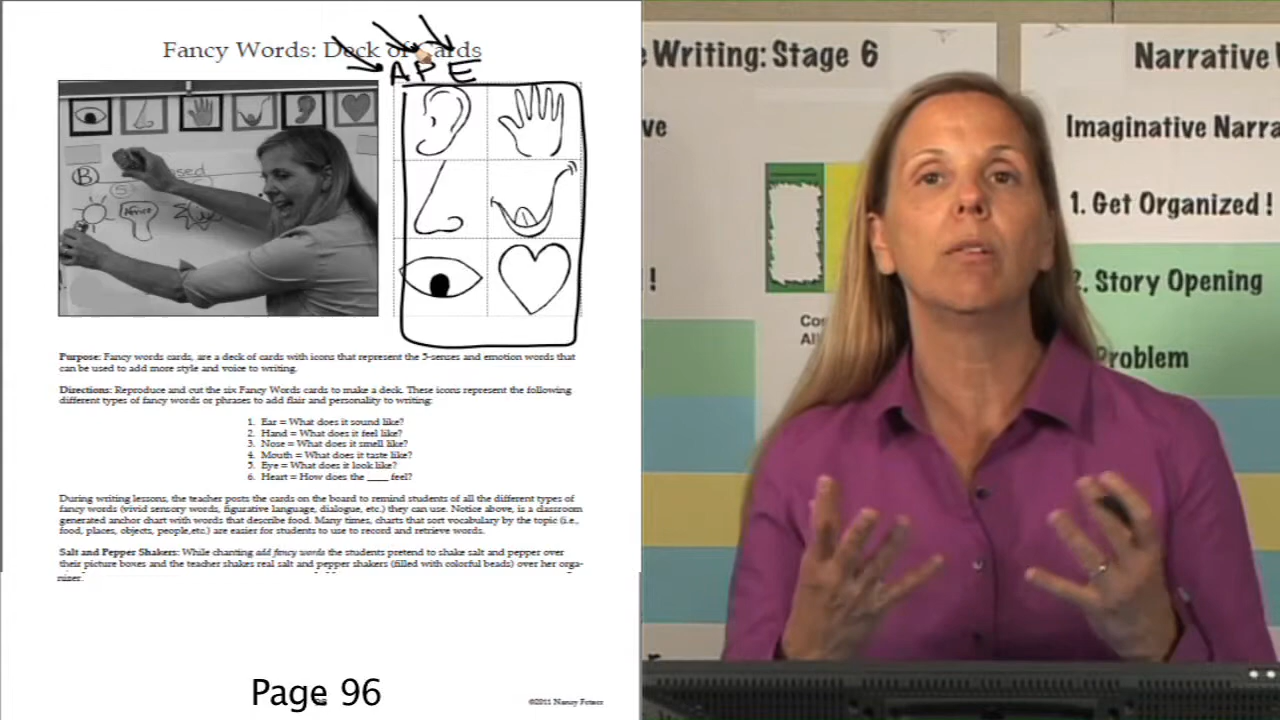 Fancy Words: Deck of Cards
A P E
B
sed
5
Africa
Purpose: Fancy words cards, are a deck of cards with icons that represent the 5-senses and emotion words that
can be used to add more style and voice to writing.
Directions: Reproduce and cut the six Fancy Words cards to make a deck. These icons represent the following
different types of fancy words or phrases to add flair and personality to writing:
1. Ear = What does it sound like?
2. Hand = What does it feel like?
3. Nose = What does it smell like?
4. Mouth = What does it taste like?
5. Eye = What does it look like?
6. Heart = How does the ____ feel?
During writing lessons, the teacher posts the cards on the board to remind students of all the different types of
fancy words (vivid sensory words, figurative language, dialogue, etc.) they can use. Notice above, is a classroom
generated anchor chart with words that describe food. Many times, charts that sort vocabulary by the topic (i.e.,
food, places, objects, people,etc.) are easier for students to use to record and retrieve words.
Salt and Pepper Shakers: While chanting add fancy words the students pretend to shake salt and pepper over
their picture boxes and the teacher shakes real salt and pepper shakers (filled with colorful beads) over her orga-
nizer.
Page 96
©2011 Nancy Fetzer
e Writing: Stage 6
ve
!
Co
All
r
Narrative W
Imaginative Narra
1. Get Organized !
2. Story Opening
Problem